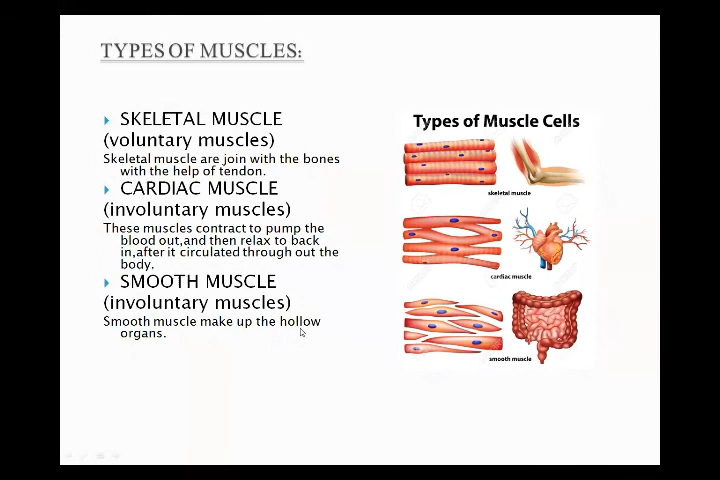 TYPES OF MUSCLES:
SKELETAL MUSCLE
(voluntary muscles)
Skeletal muscle are join with the bones
with the help of tendon.
CARDIAC MUSCLE
(involuntary muscles)
These muscles contract to pump the
blood out,and then relax to back
in,after it circulated through out the
body.
SMOOTH MUSCLE
(involuntary muscles)
Smooth muscle make up the hollow
organs.
Types of Muscle Cells
skeletal muscle
cardiac muscle
smooth muscle